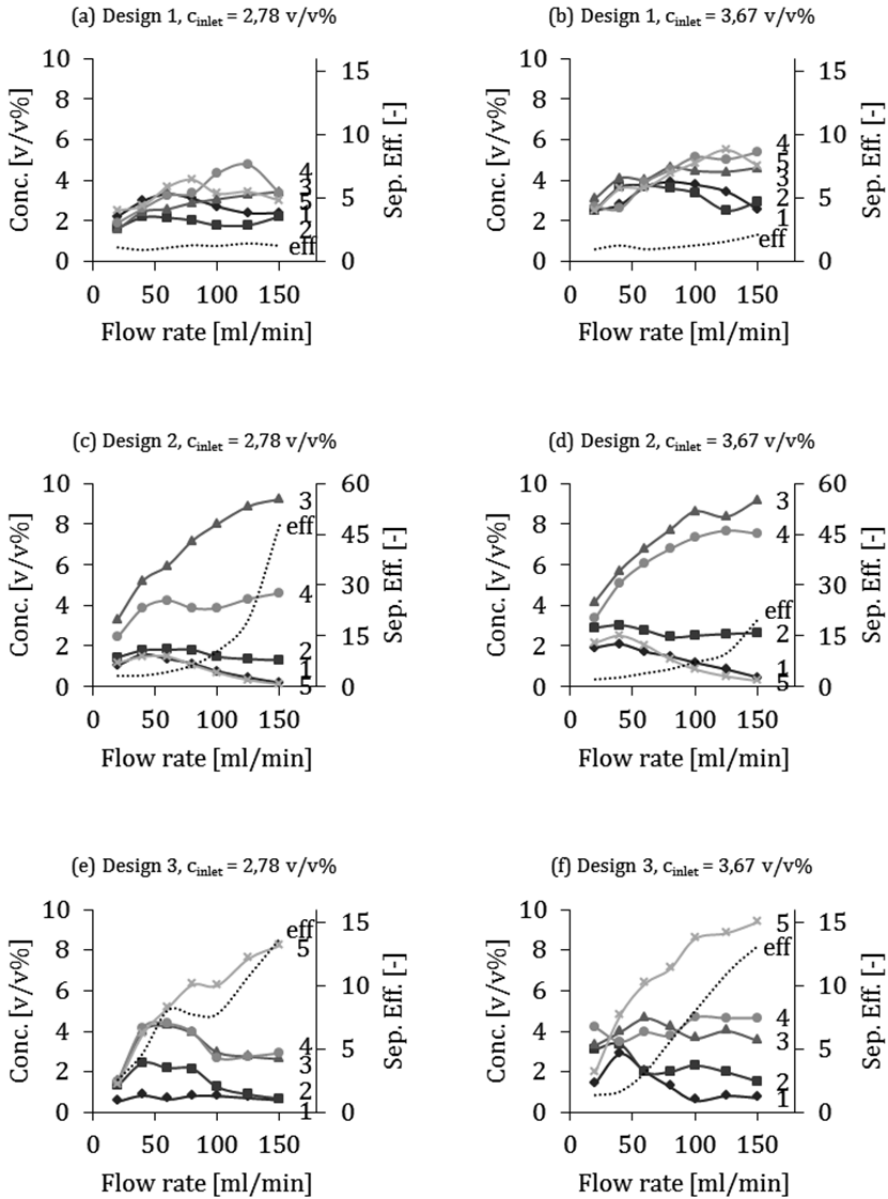 (a) Design 1, cinlet = 2,78 v/v%
(b) Design 1, cinlet = 3,67 v/v%
10 15
8
6 10
4 5
2
0 0
Conc. [v/v%]
Sep. Eff. [-]
4
3
5
1
2
eff
0 50 100 150
Flow rate [ml/min]
10 15
8
6 10
4 5
2
0 0
Conc. [v/v%]
Sep. Eff. [-]
4
5
3
2
1
eff
0 50 100 150
Flow rate [ml/min]
(c) Design 2, cinlet = 2,78 v/v%
(d) Design 2, cinlet = 3,67 v/v%
10 60
8 45
6 30
4
2 15
0 0
Conc. [v/v%]
Sep. Eff. [-]
3
eff
4
2
1
5
0 50 100 150
Flow rate [ml/min]
10 60
8 45
6 30
4
2 15
0 0
Conc. [v/v%]
Sep. Eff. [-]
3
4
eff
2
1
5
0 50 100 150
Flow rate [ml/min]
(e) Design 3, cinlet = 2,78 v/v%
(f) Design 3, cinlet = 3,67 v/v%
10 15
8
6 10
4 5
2
0 0
Conc. [v/v%]
Sep. Eff. [-]
eff
5
4
3
2
1
0 50 100 150
Flow rate [ml/min]
10 15
8
6 10
4 5
2
0 0
Conc. [v/v%]
Sep. Eff. [-]
5
eff
4
3
2
1
0 50 100 150
Flow rate [ml/min]